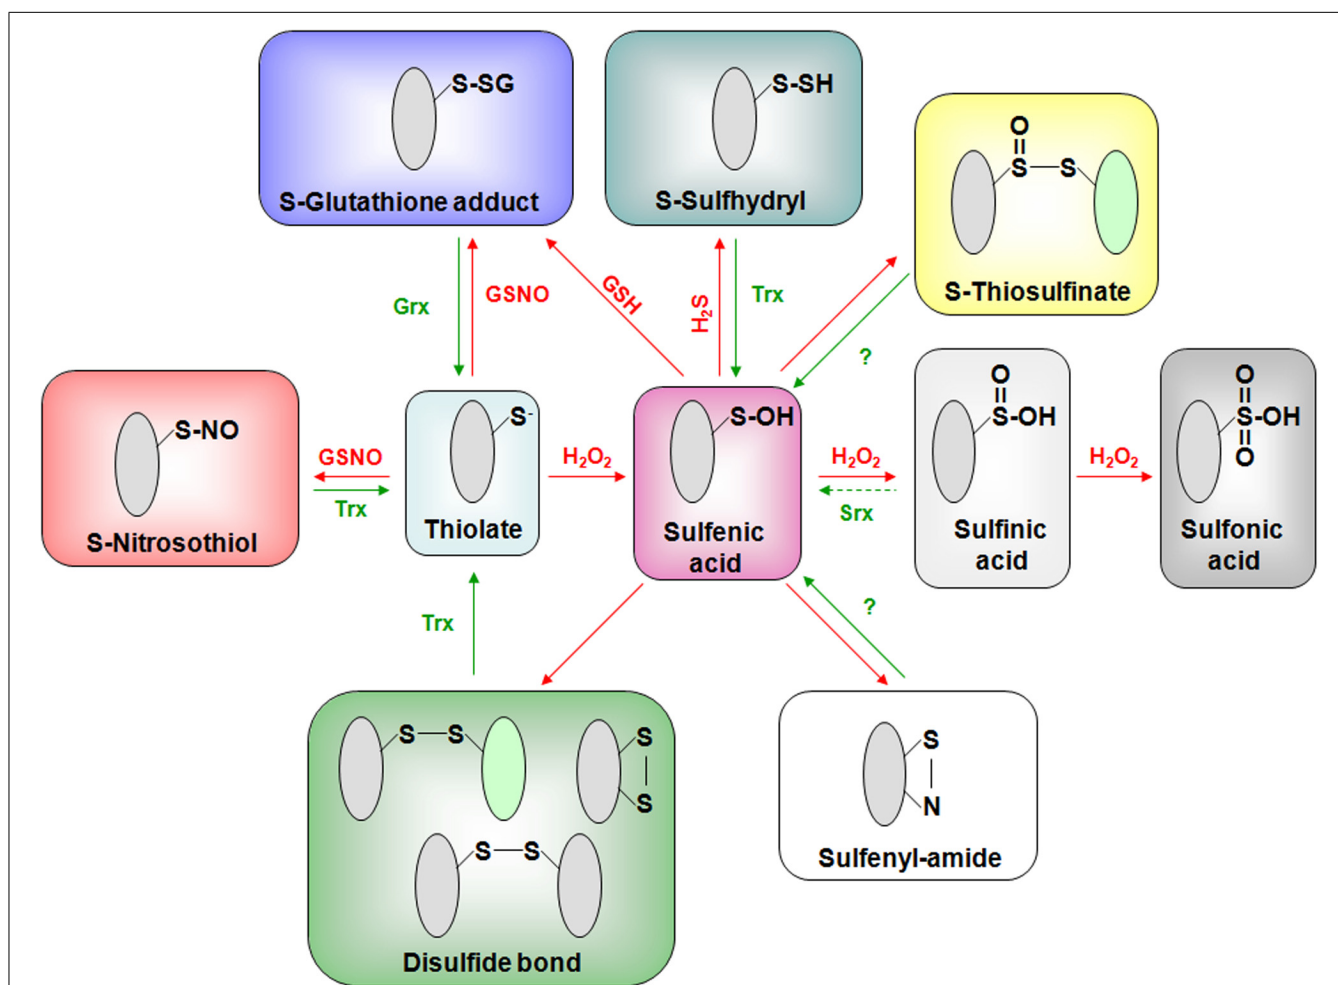 S-SG
S-Glutathione adduct
S-SH
S-Sulfhydryl
O
S
S
S-Thiosulfinate
Grx
GSNO
GSH
H₂S
Trx
?
S-NO
S-Nitrosothiol
GSNO
Trx
S⁻
Thiolate
H₂O₂
S-OH
Sulfenic
acid
H₂O₂
Srx
O
S-OH
Sulfinic
acid
H₂O₂
O
S-OH
O
Sulfonic
acid
Trx
?
S
S
S
S
S
S
Disulfide bond
S
N
Sulfenyl-amide